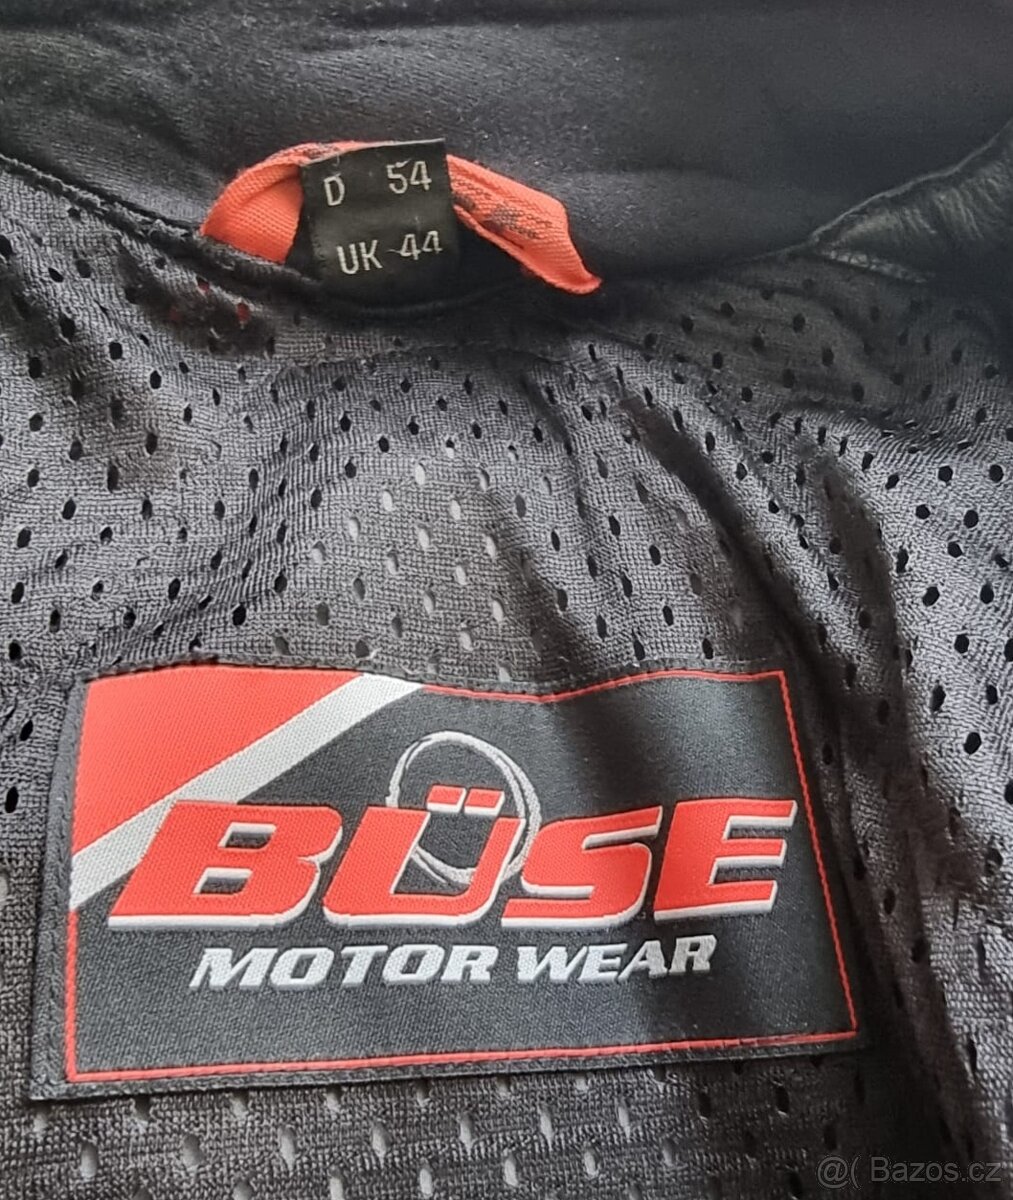 D 54
UK 44
BÜSE
MOTOR WEAR
@( Bazos.cz